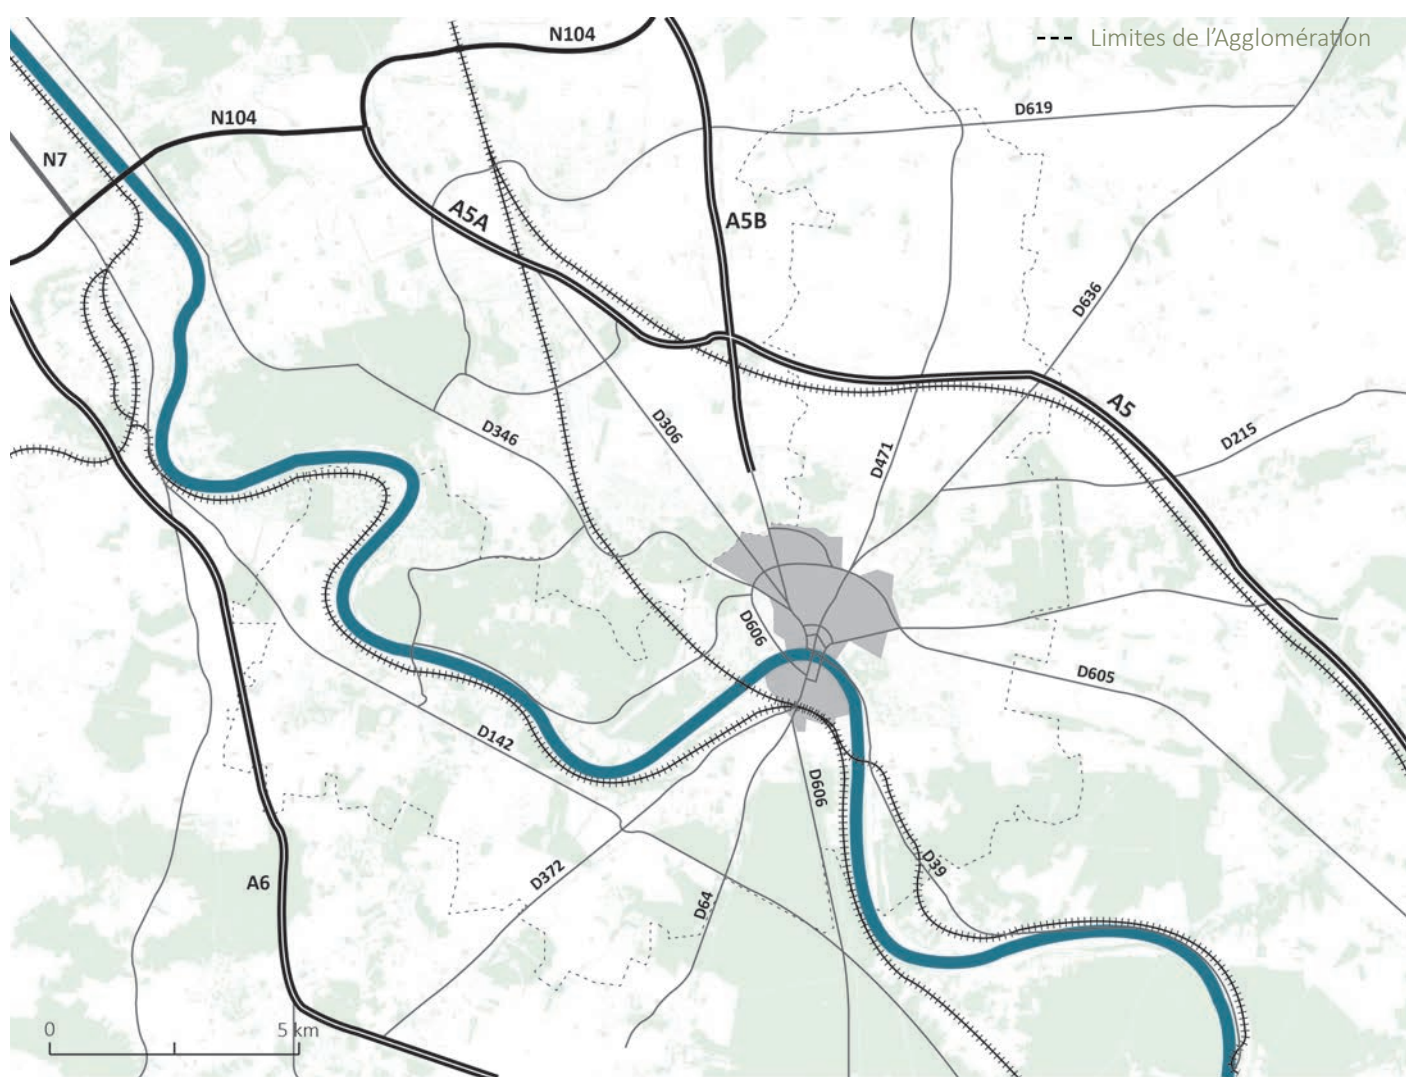 N104
--- Limites de l'Agglomération
D619
N104
N7
A5A
A5B
D636
A5
D306
D346
D215
D471
D606
D605
D142
D606
D39
D372
A6
D64
0
5 km